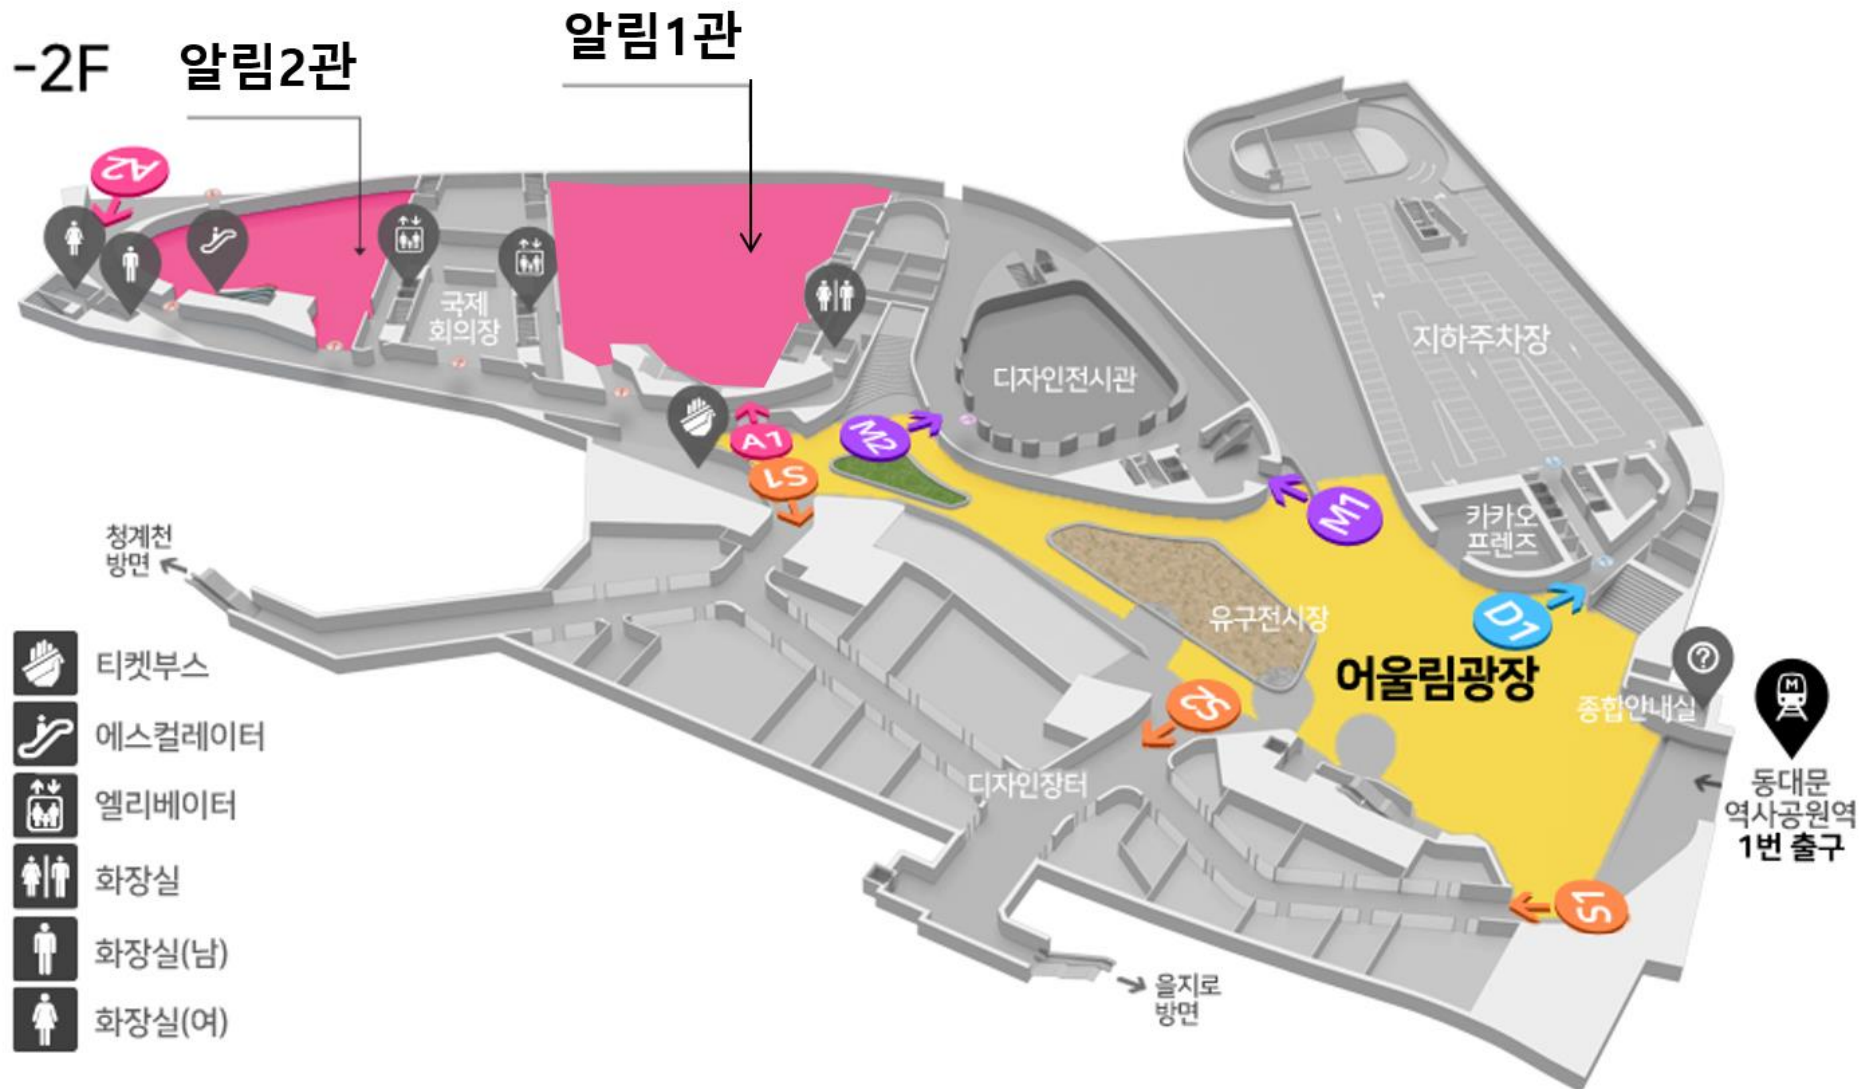 -2F
알림2관
알림1관
A2
국제
회의장
디자인전시관
지하주차장
A1
M2
S1
M1
카카오
프렌즈
청계천
방면
D1
유구전시장
어울림광장
종합안내실
?
M
S2
디자인장터
동대문
역사공원역
1번 출구
S1
을지로
방면
티켓부스
에스컬레이터
엘리베이터
화장실
화장실(남)
화장실(여)